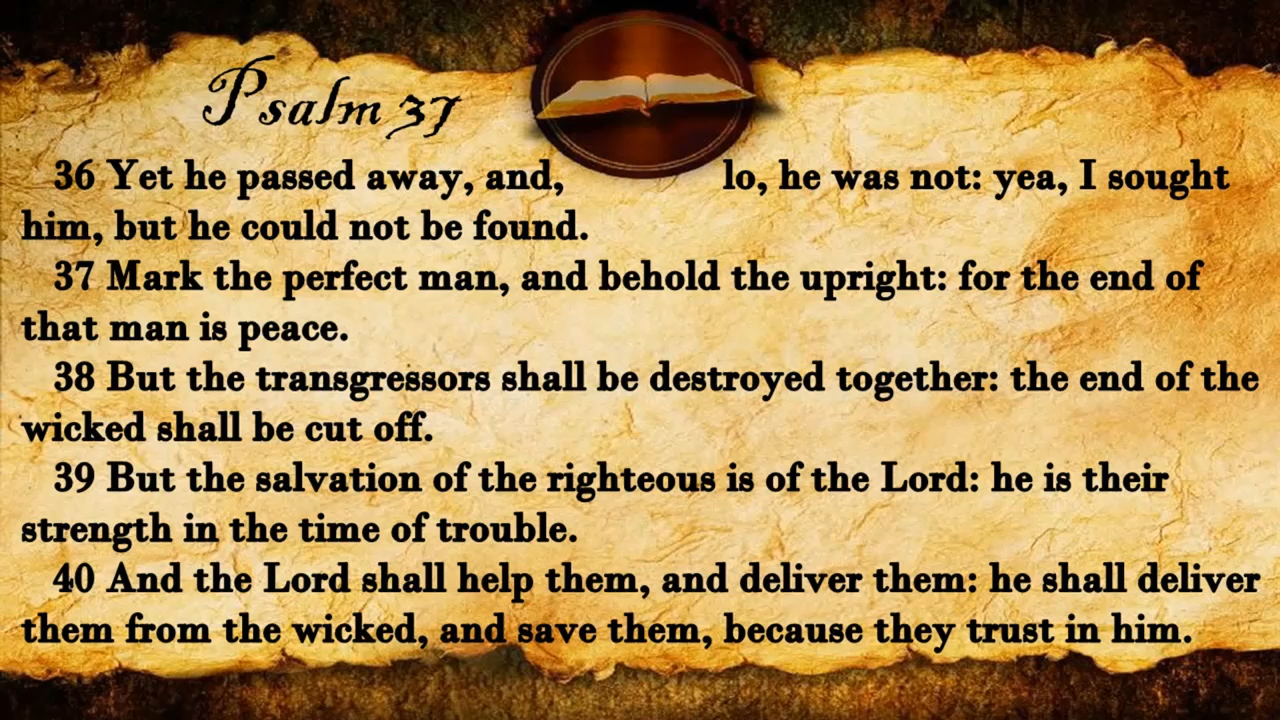 Psalm 37
36 Yet he passed away, and, lo, he was not: yea, I sought
him, but he could not be found.
37 Mark the perfect man, and behold the upright: for the end of
that man is peace.
38 But the transgressors shall be destroyed together: the end of the
wicked shall be cut off.
39 But the salvation of the righteous is of the Lord: he is their
strength in the time of trouble.
40 And the Lord shall help them, and deliver them: he shall deliver
them from the wicked, and save them, because they trust in him.